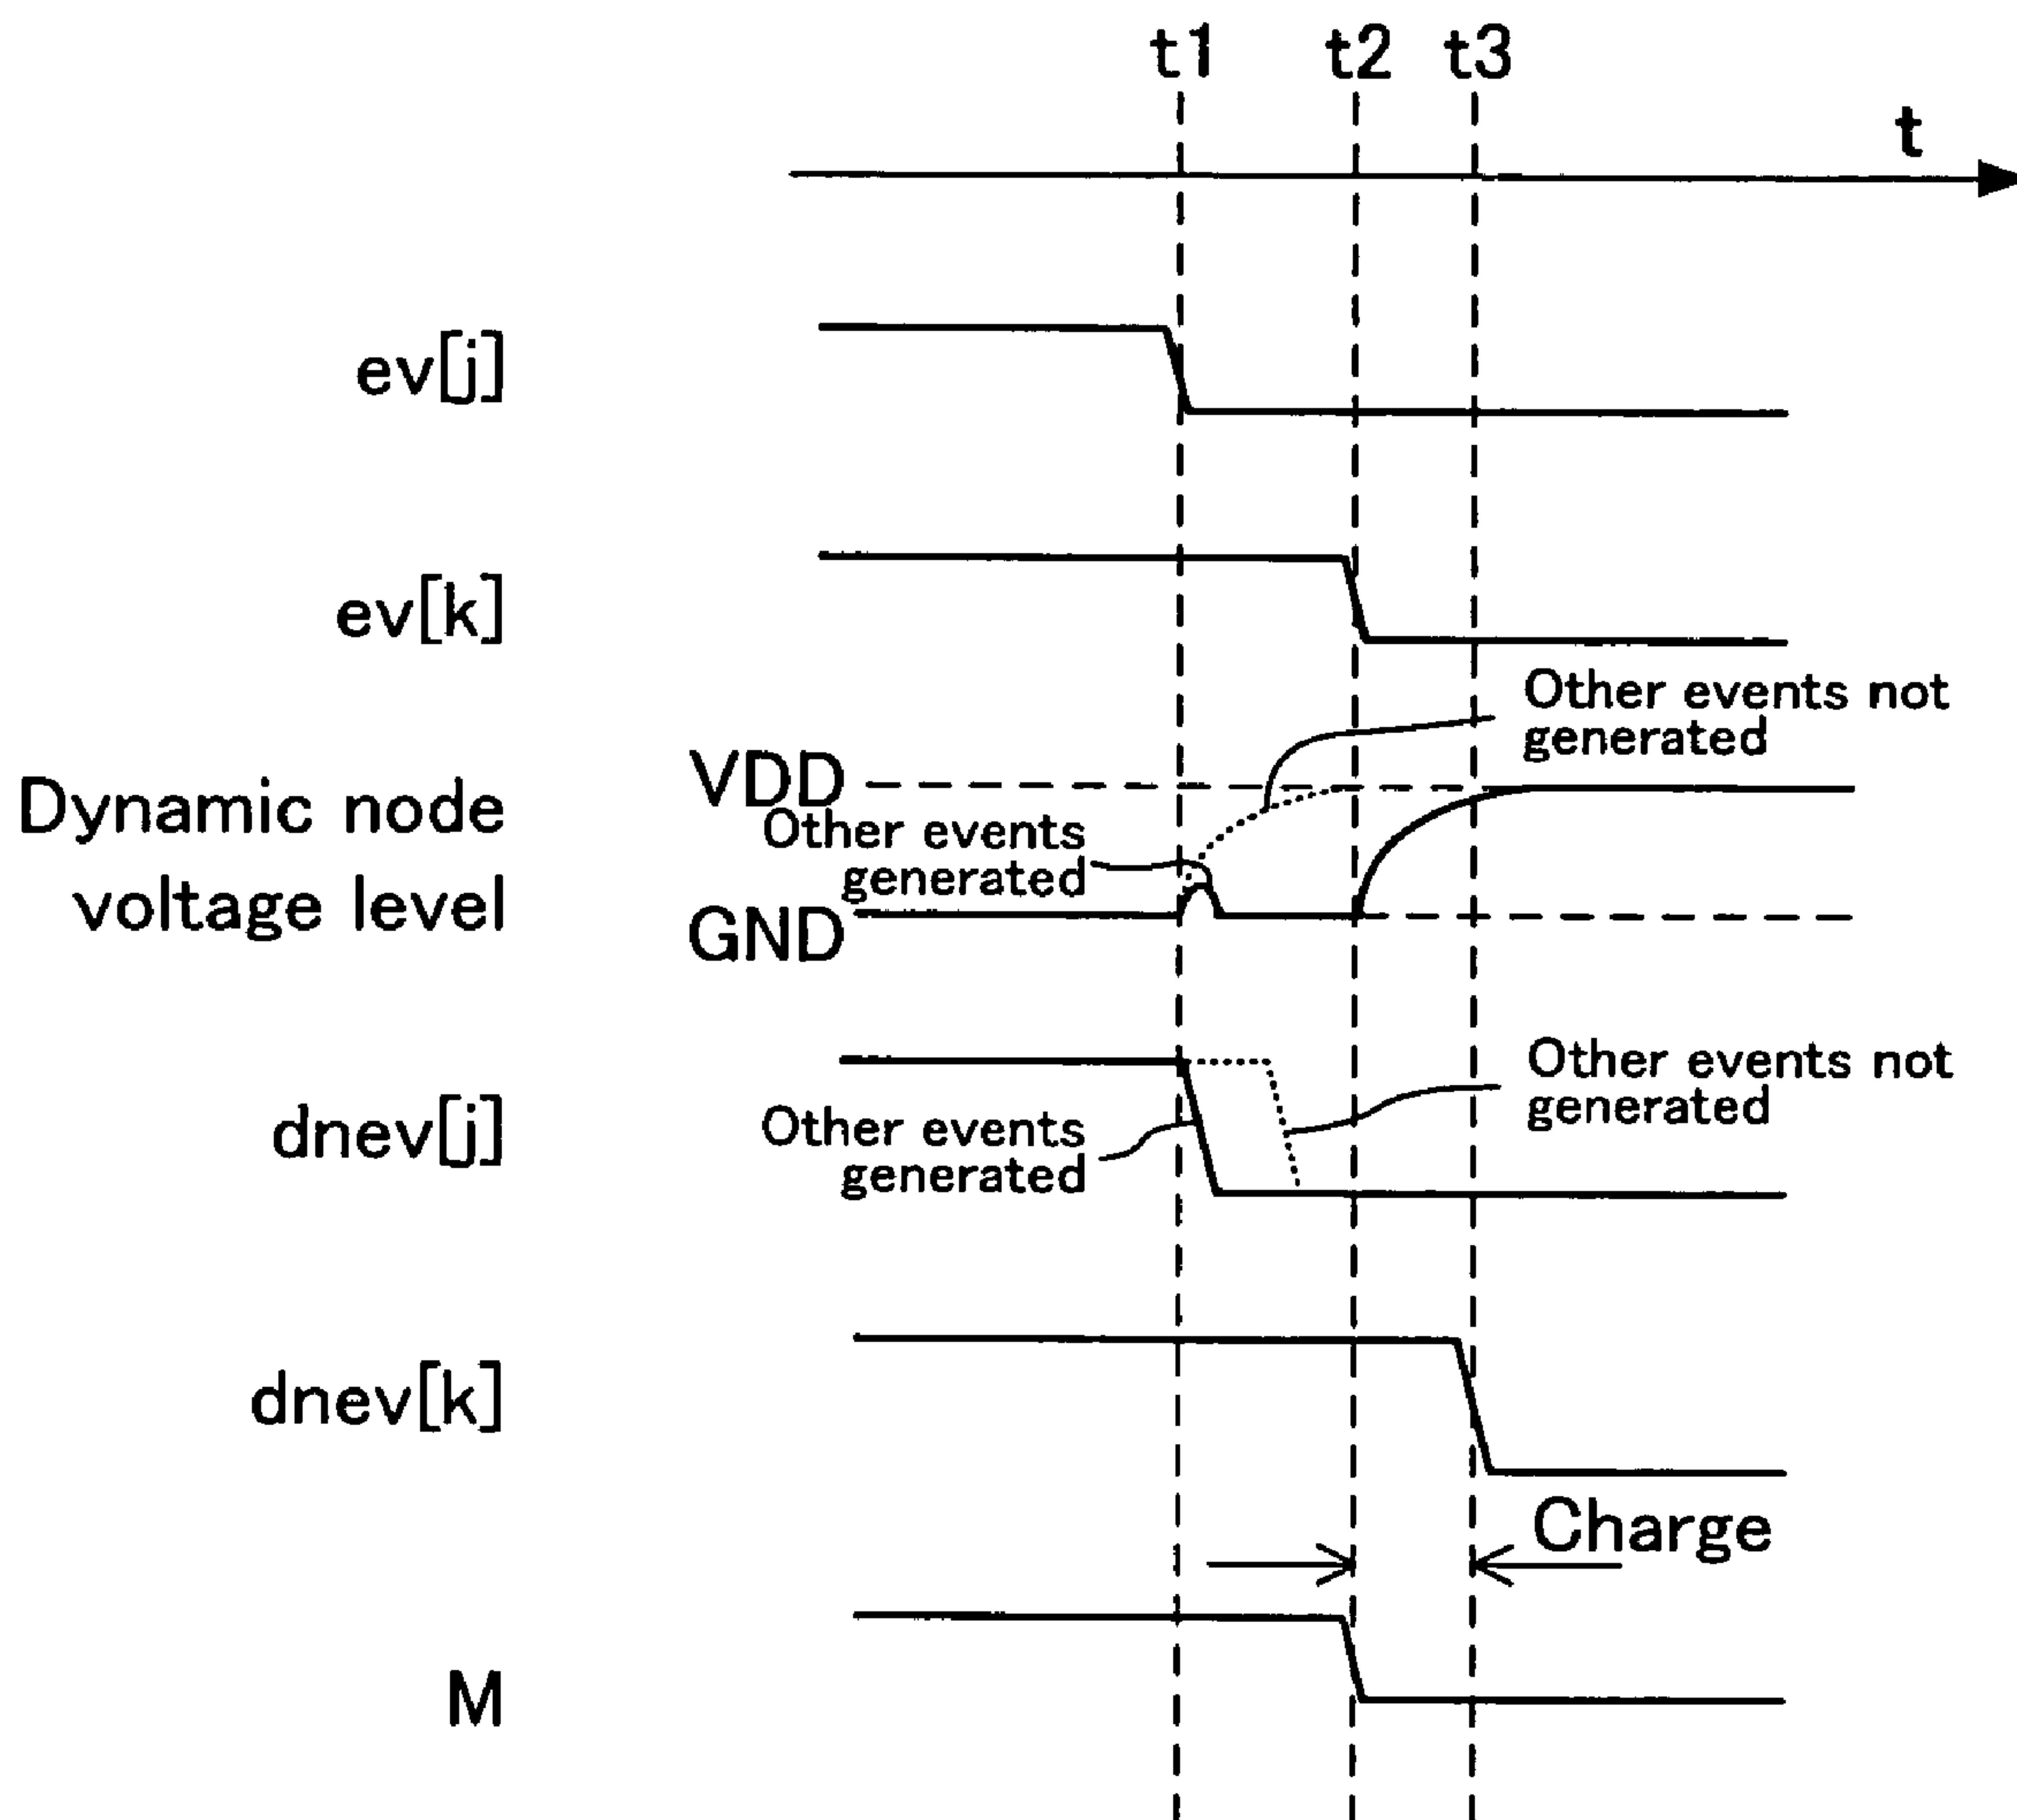 t1 t2 t3
t
ev[j]
ev[k]
Other events not
generated
VDD
Dynamic node
voltage level
Other events
generated
GND
Other events not
generated
dnev[j]
Other events
generated
dnev[k]
Charge
M